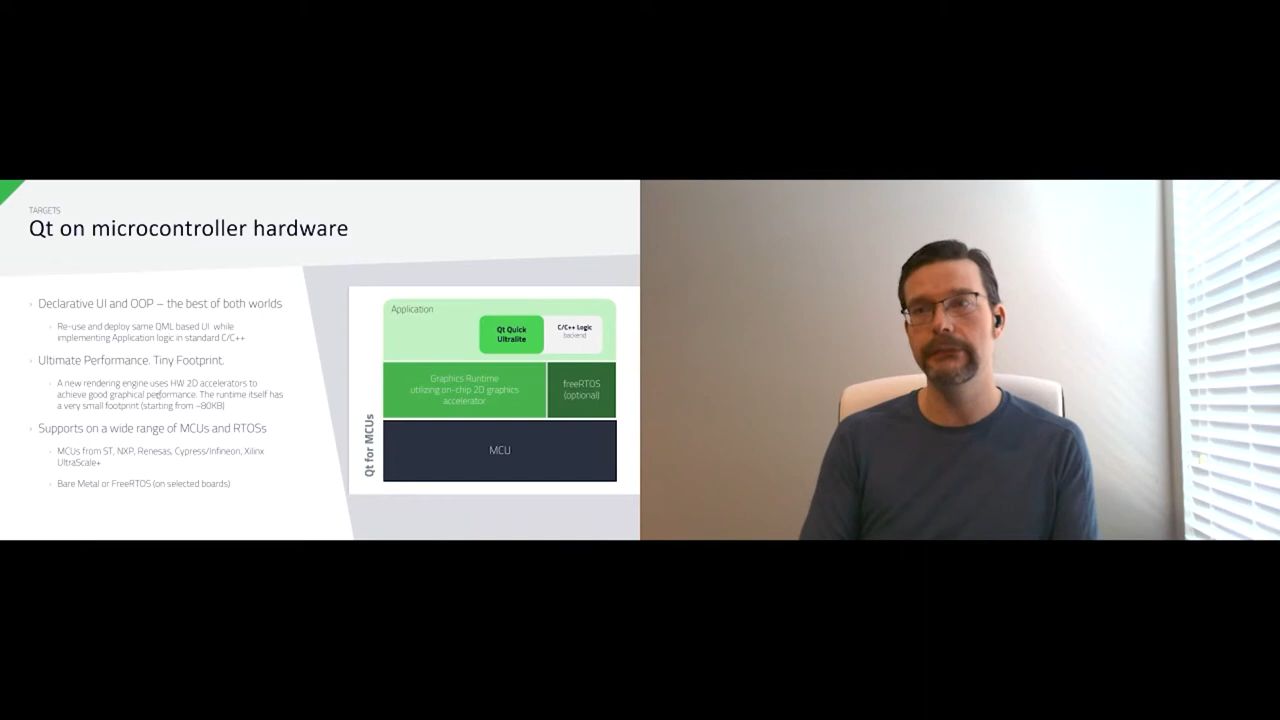 TARGETS
Qt on microcontroller hardware
Declarative UI and OOP – the best of both worlds
Re-use and deploy same QML based UI while
implementing Application logic in standard C/C++
Ultimate Performance. Tiny Footprint.
A new rendering engine uses HW 2D accelerators to
achieve good graphical performance. The runtime itself has
a very small footprint (starting from ~80KB)
Supports on a wide range of MCUs and RTOSs
MCUs from ST, NXP, Renesas, Cypress/Infineon, Xilinx
UltraScale+
Bare Metal or FreeRTOS (on selected boards)
Qt for MCUs
Application
Qt Quick
Ultralite
C/C++ Logic
backend
Graphics Runtime
utilizing on-chip 2D graphics
accelerator
freeRTOS
(optional)
MCU